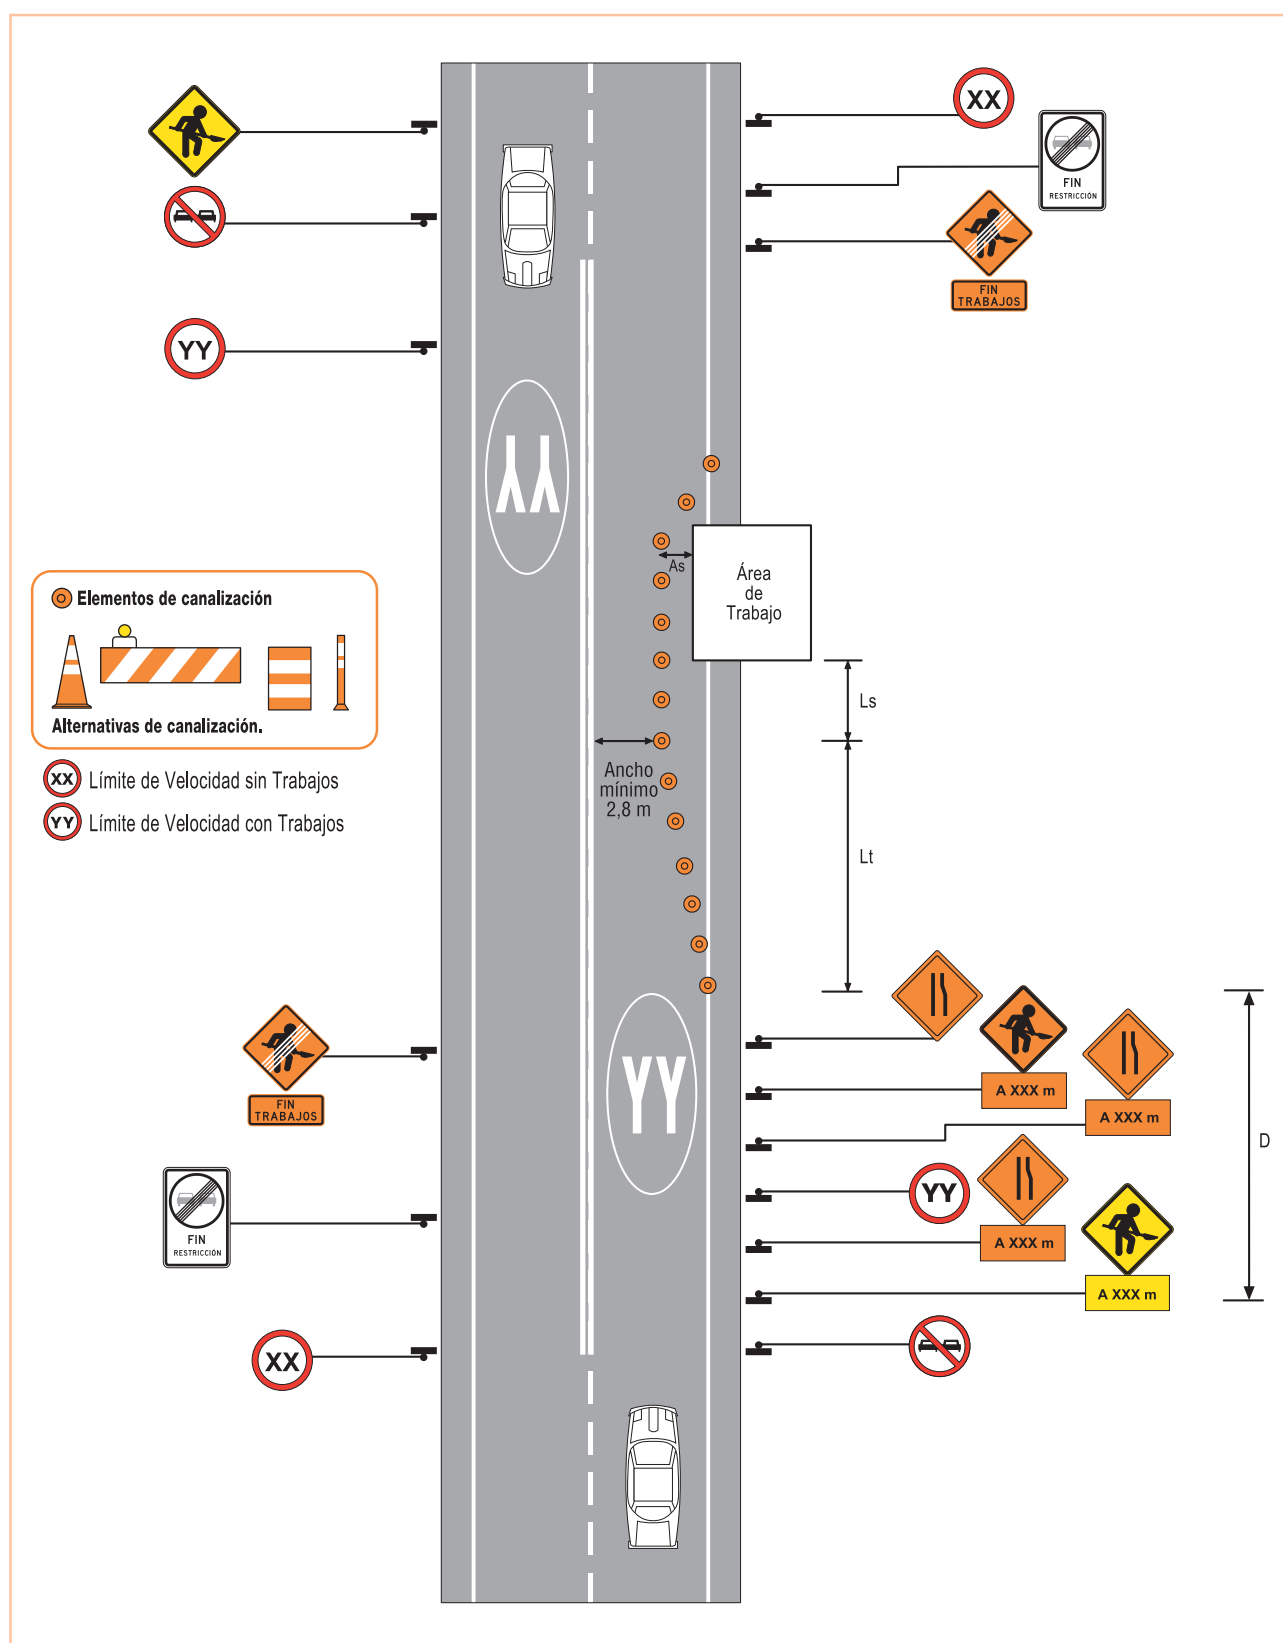 XX
FIN
RESTRICCIÓN
FIN
TRABAJOS
YY
YY
As
Área
de
Trabajo
Elementos de canalización
Alternativas de canalización.
XX Límite de Velocidad sin Trabajos
YY Límite de Velocidad con Trabajos
Ls
Ancho
mínimo
2,8 m
Lt
FIN
TRABAJOS
YY
A XXX m
A XXX m
D
FIN
RESTRICCIÓN
YY
A XXX m
A XXX m
XX